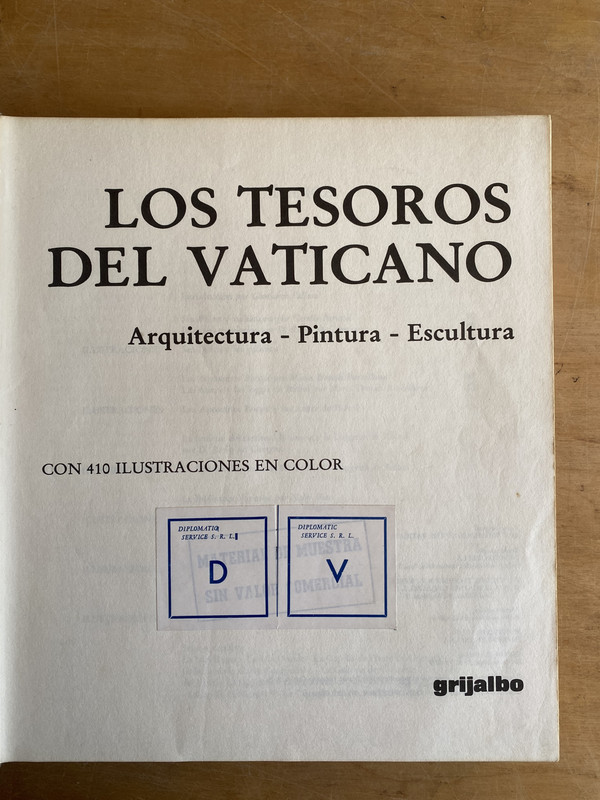 LOS TESOROS
DEL VATICANO
Arquitectura - Pintura - Escultura
CON 410 ILUSTRACIONES EN COLOR
DIPLOMATIC
SERVICE S. R. L.
D
DIPLOMATIC
SERVICE S. R. L.
V
MATERIAL DE MUESTRA
SIN VALOR COMERCIAL
grijalbo